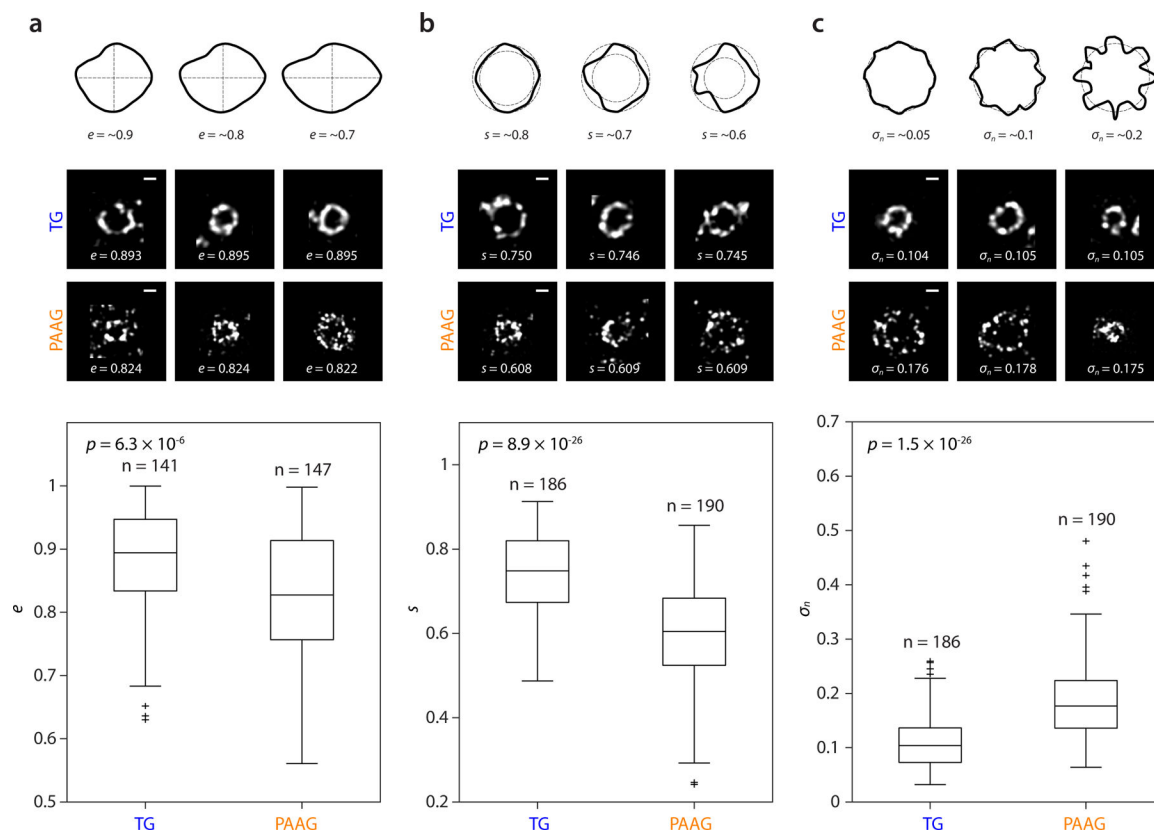 a
b
c
e = ~0.9
e = ~0.8
e = ~0.7
s = ~0.8
s = ~0.7
s = ~0.6
σn = ~0.05
σn = ~0.1
σn = ~0.2
TG
e = 0.893
e = 0.895
e = 0.895
TG
s = 0.750
s = 0.746
s = 0.745
TG
σn = 0.104
σn = 0.105
σn = 0.105
PAAG
e = 0.824
e = 0.824
e = 0.822
PAAG
s = 0.608
s = 0.609
s = 0.609
PAAG
σn = 0.176
σn = 0.178
σn = 0.175
p = 6.3 × 10-6
n = 141
n = 147
1
0.9
0.8
0.7
0.6
0.5
e
TG
PAAG
p = 8.9 × 10-26
n = 186
n = 190
1
0.8
0.6
0.4
0.2
s
TG
PAAG
p = 1.5 × 10-26
n = 190
n = 186
0.7
0.6
0.5
0.4
0.3
0.2
0.1
0
σn
TG
PAAG